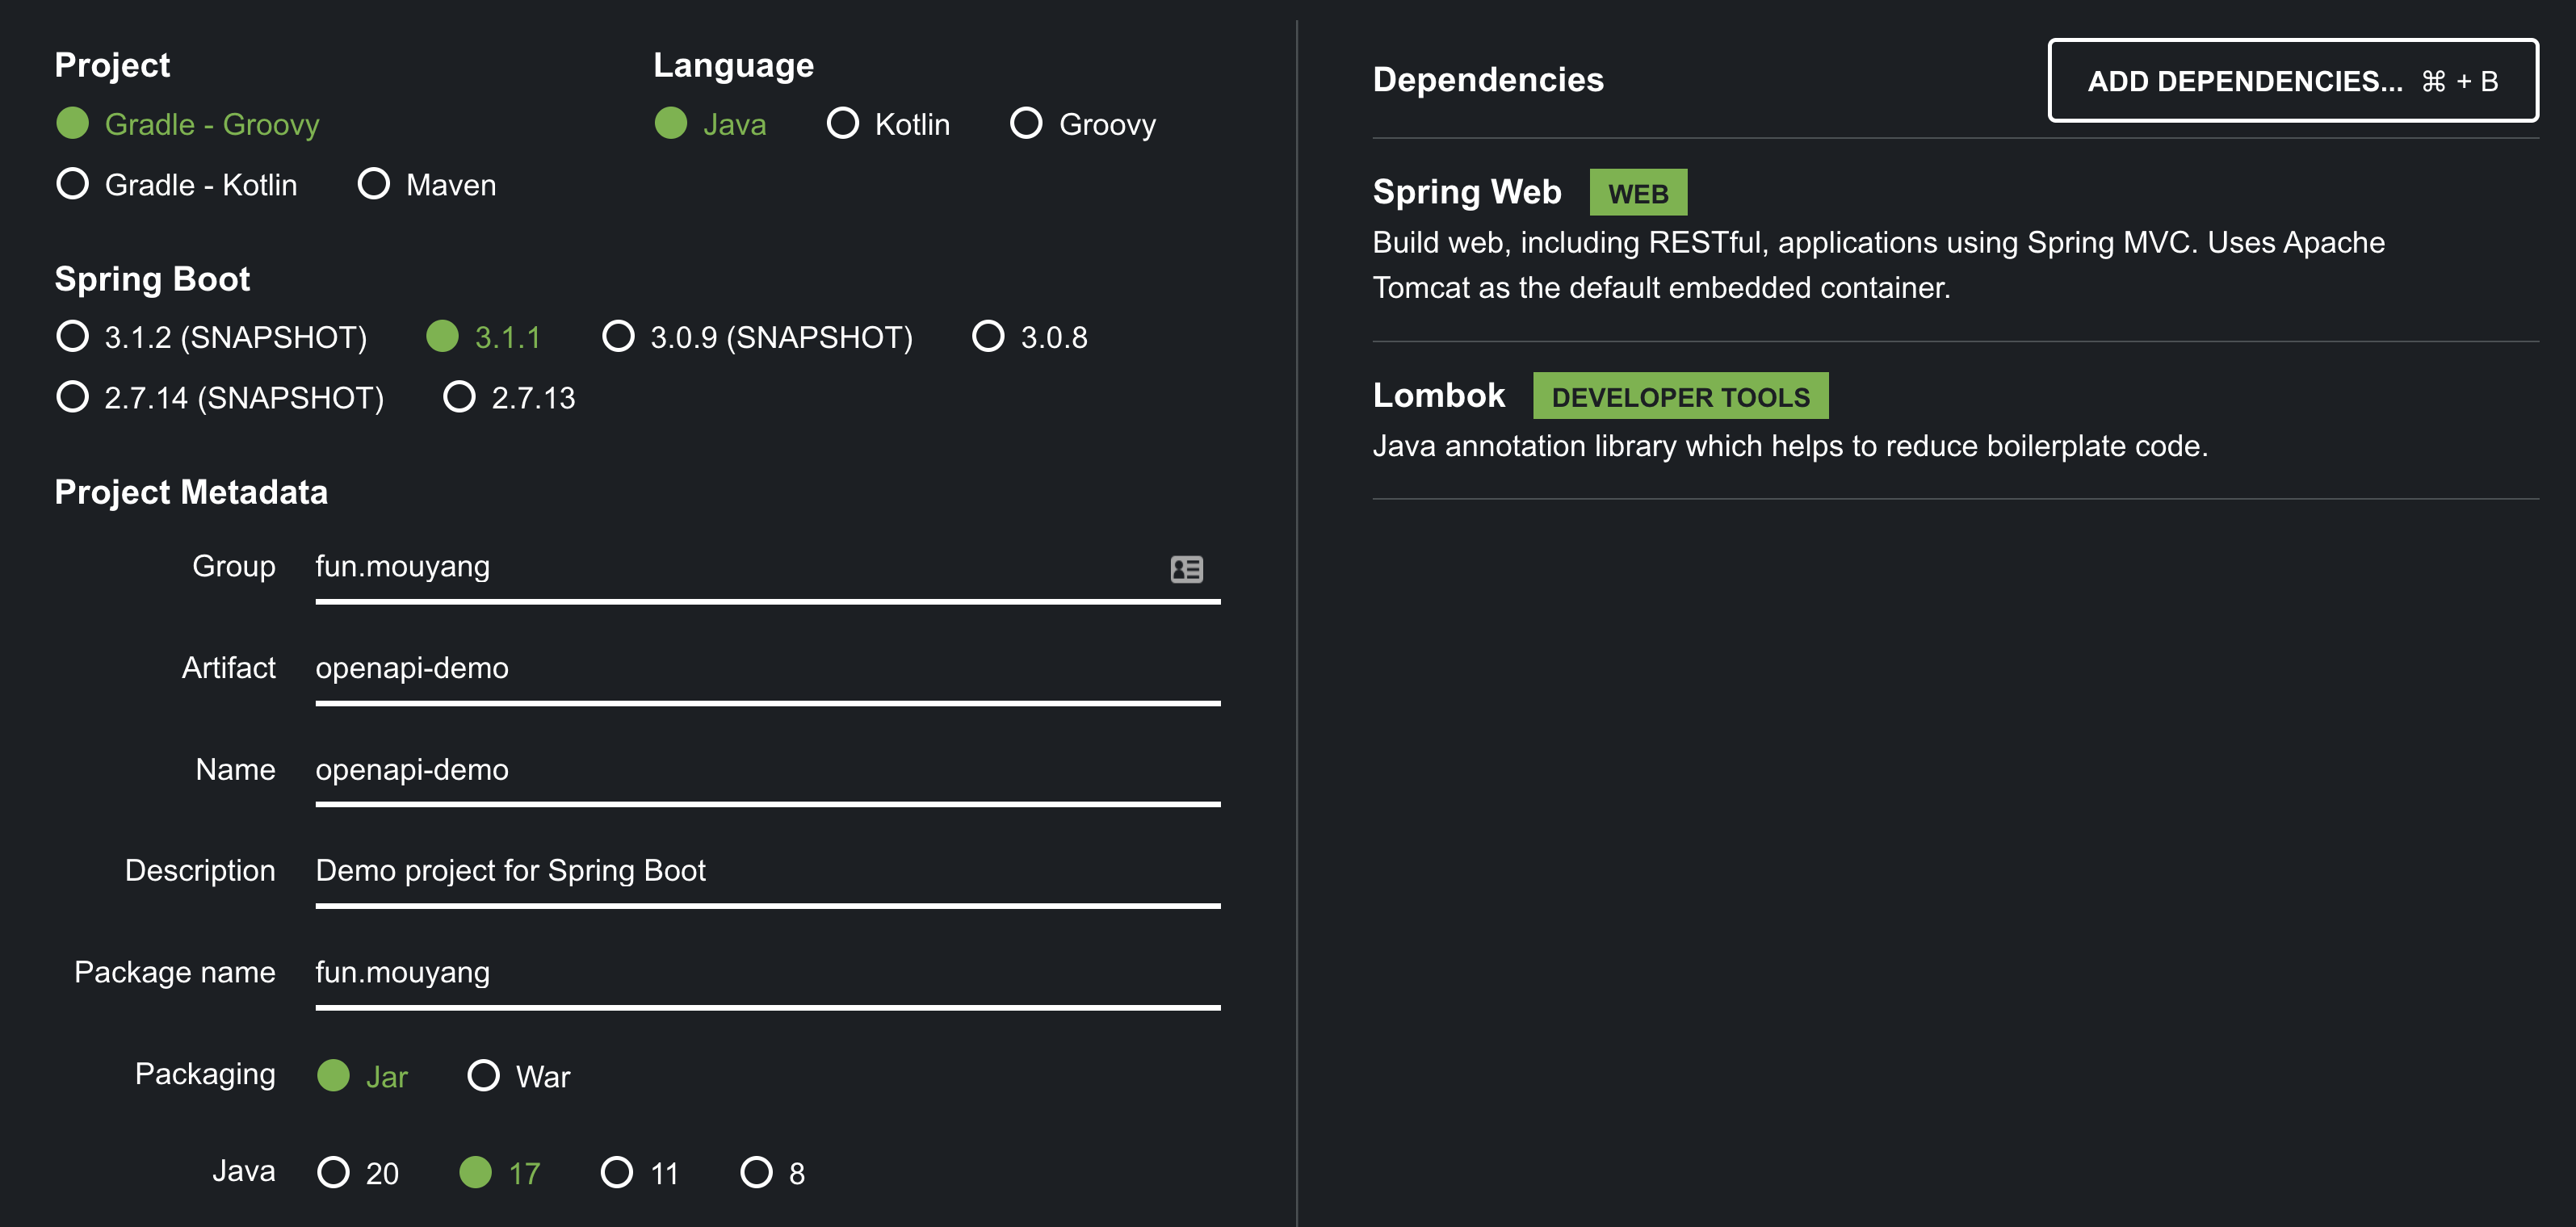 Project
Gradle - Groovy
Gradle - Kotlin Maven
Language
Java Kotlin Groovy
Spring Boot
3.1.2 (SNAPSHOT) 3.1.1 3.0.9 (SNAPSHOT) 3.0.8
2.7.14 (SNAPSHOT) 2.7.13
Project Metadata
Group fun.mouyang
Artifact openapi-demo
Name openapi-demo
Description Demo project for Spring Boot
Package name fun.mouyang
Packaging Jar War
Java 20 17 11 8
Dependencies
ADD DEPENDENCIES... ⌘ + B
Spring Web WEB
Build web, including RESTful, applications using Spring MVC. Uses Apache
Tomcat as the default embedded container.
Lombok DEVELOPER TOOLS
Java annotation library which helps to reduce boilerplate code.